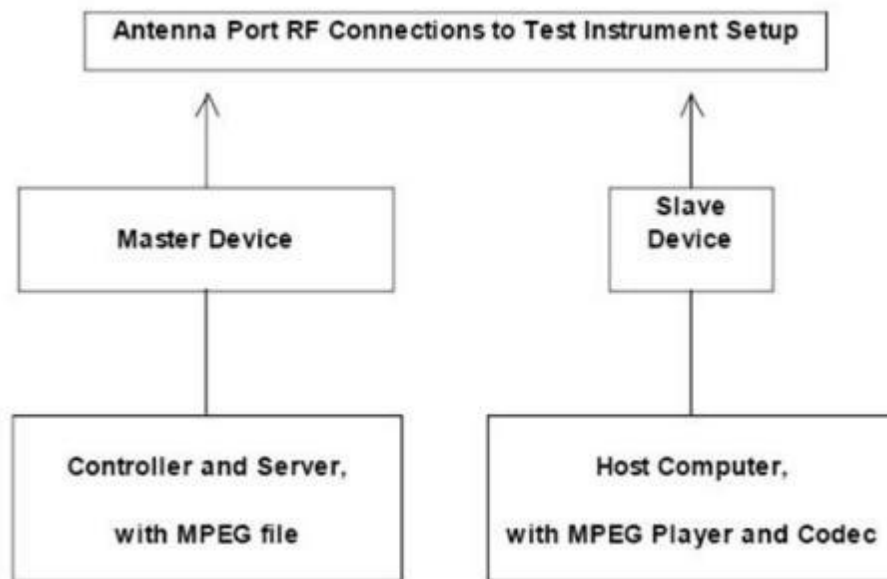 Antenna Port RF Connections to Test Instrument Setup
Master Device
Slave
Device
Controller and Server,
with MPEG file
Host Computer,
with MPEG Player and Codec